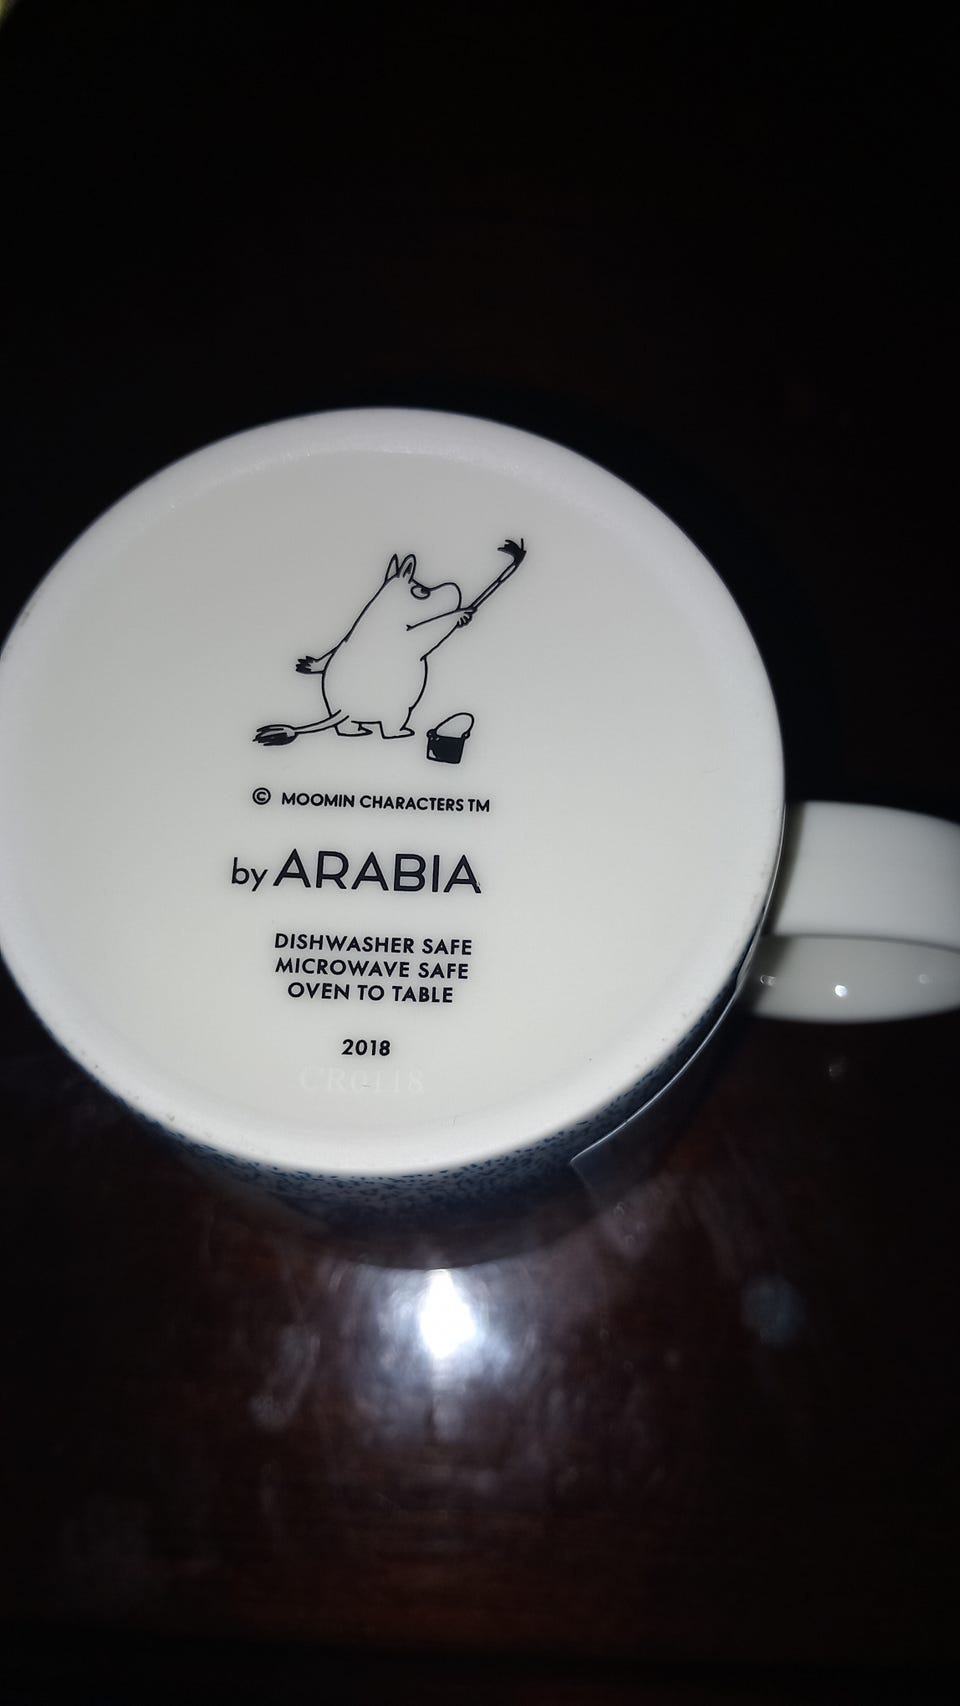 © MOOMIN CHARACTERS TM
by ARABIA
DISHWASHER SAFE
MICROWAVE SAFE
OVEN TO TABLE
2018